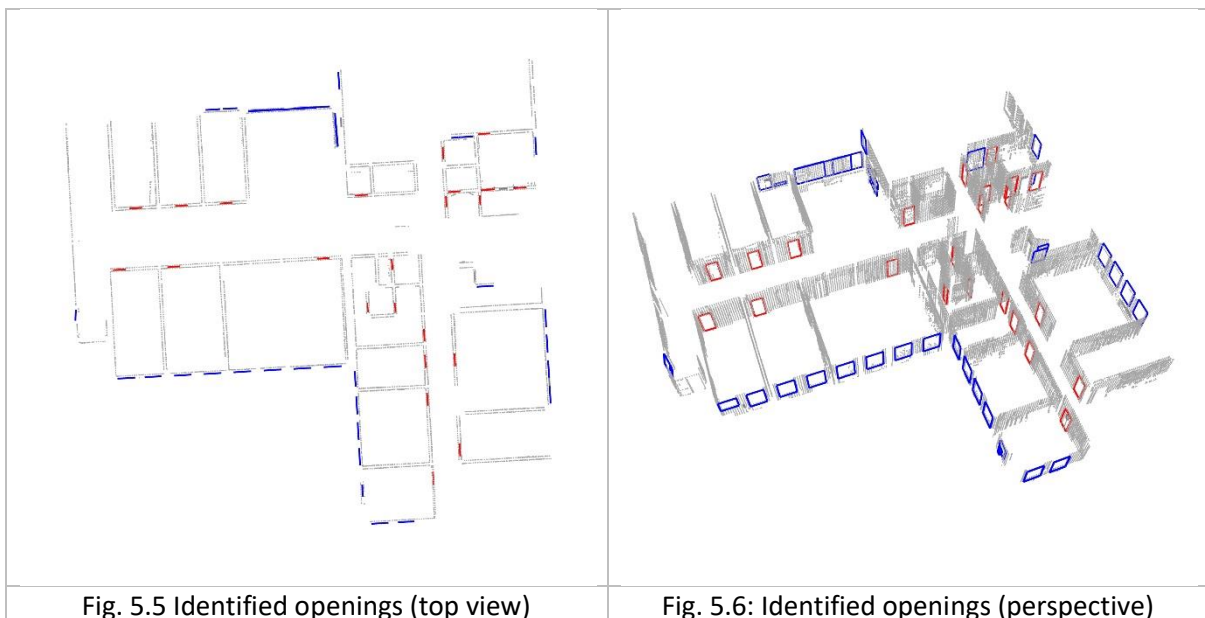 Fig. 5.5 Identified openings (top view)
Fig. 5.6: Identified openings (perspective)